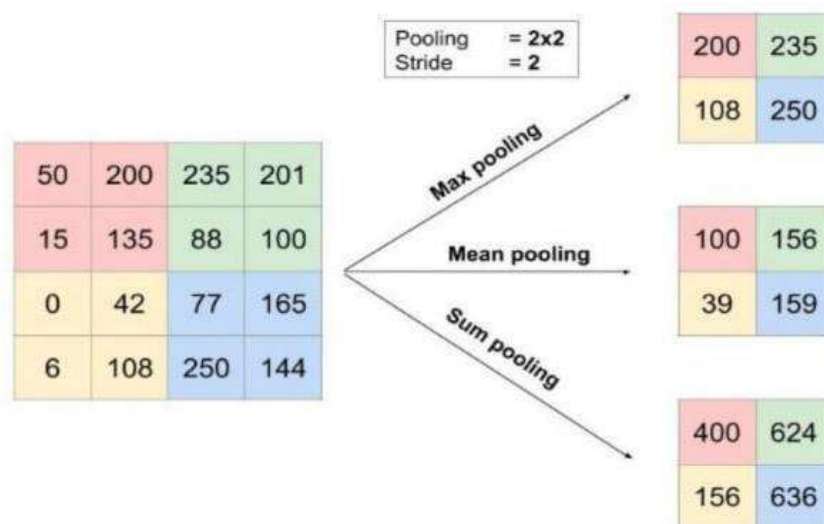 Pooling = 2x2
Stride = 2
50 200 235 201
15 135 88 100
0 42 77 165
6 108 250 144
Max pooling
200 235
108 250
Mean pooling
100 156
39 159
Sum pooling
400 624
156 636